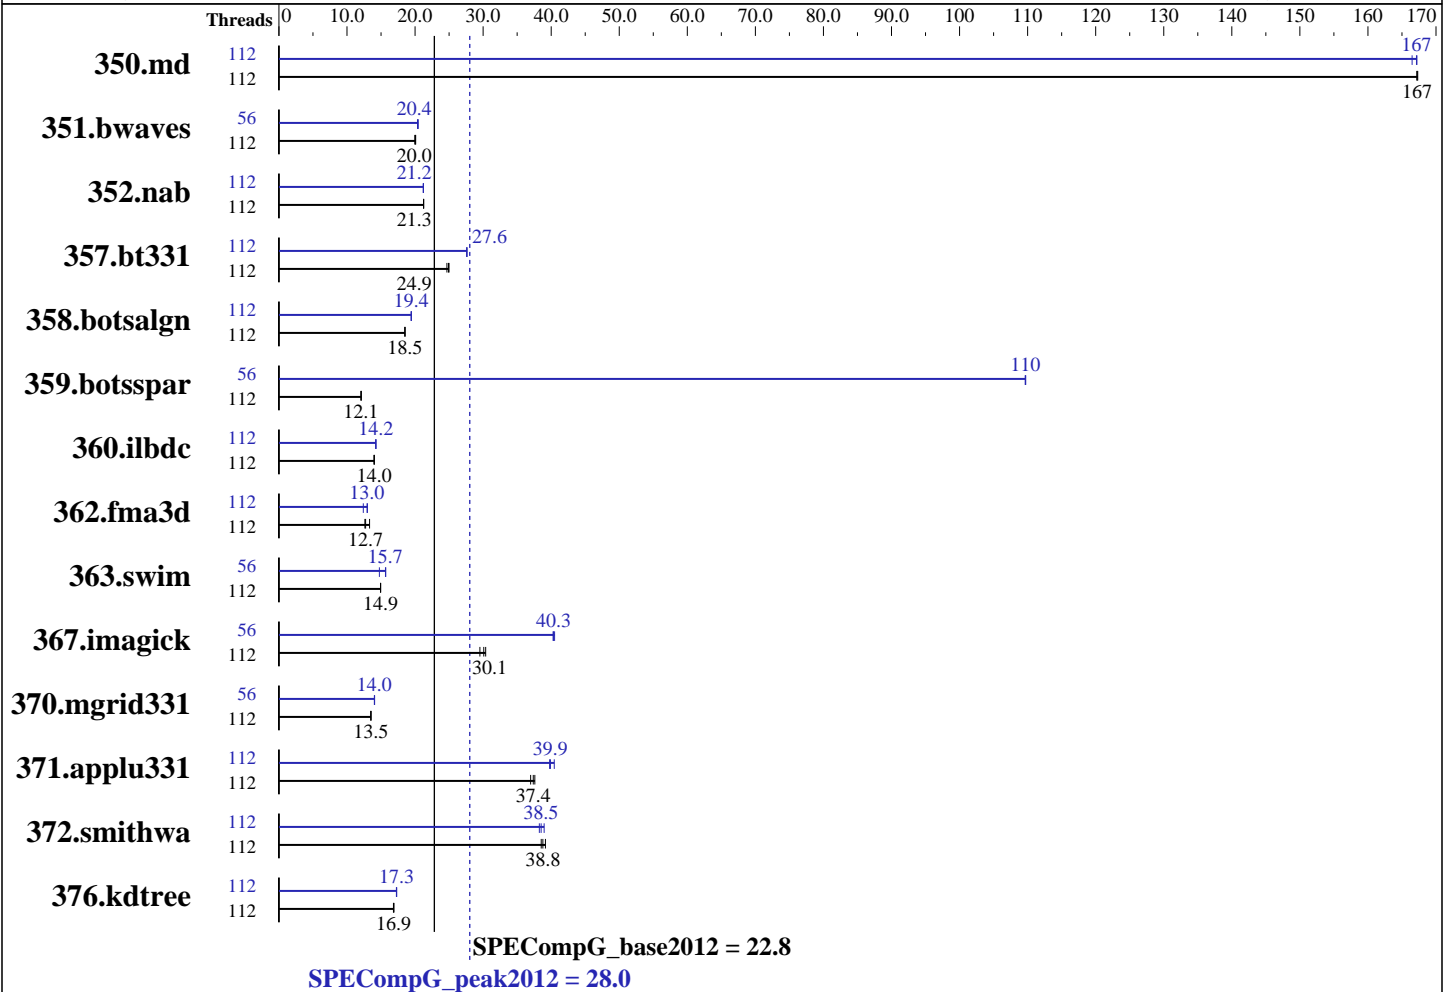 Threads 0 10.0 20.0 30.0 40.0 50.0 60.0 70.0 80.0 90.0 100 110 120 130 140 150 160 170
350.md 112 167
112 167
351.bwaves 56 20.4
112 20.0
352.nab 112 21.2
112 21.3
357.bt331 112 27.6
112 24.9
358.botsalgn 112 19.4
112 18.5
359.botsspar 56 110
112 12.1
360.ilbdc 112 14.2
112 14.0
362.fma3d 112 13.0
112 12.7
363.swim 56 15.7
112 14.9
367.imagick 56 40.3
112 30.1
370.mgrid331 56 14.0
112 13.5
371.applu331 112 39.9
112 37.4
372.smithwa 112 38.5
112 38.8
376.kdtree 112 17.3
112 16.9
SPECompG_base2012 = 22.8
SPECompG_peak2012 = 28.0